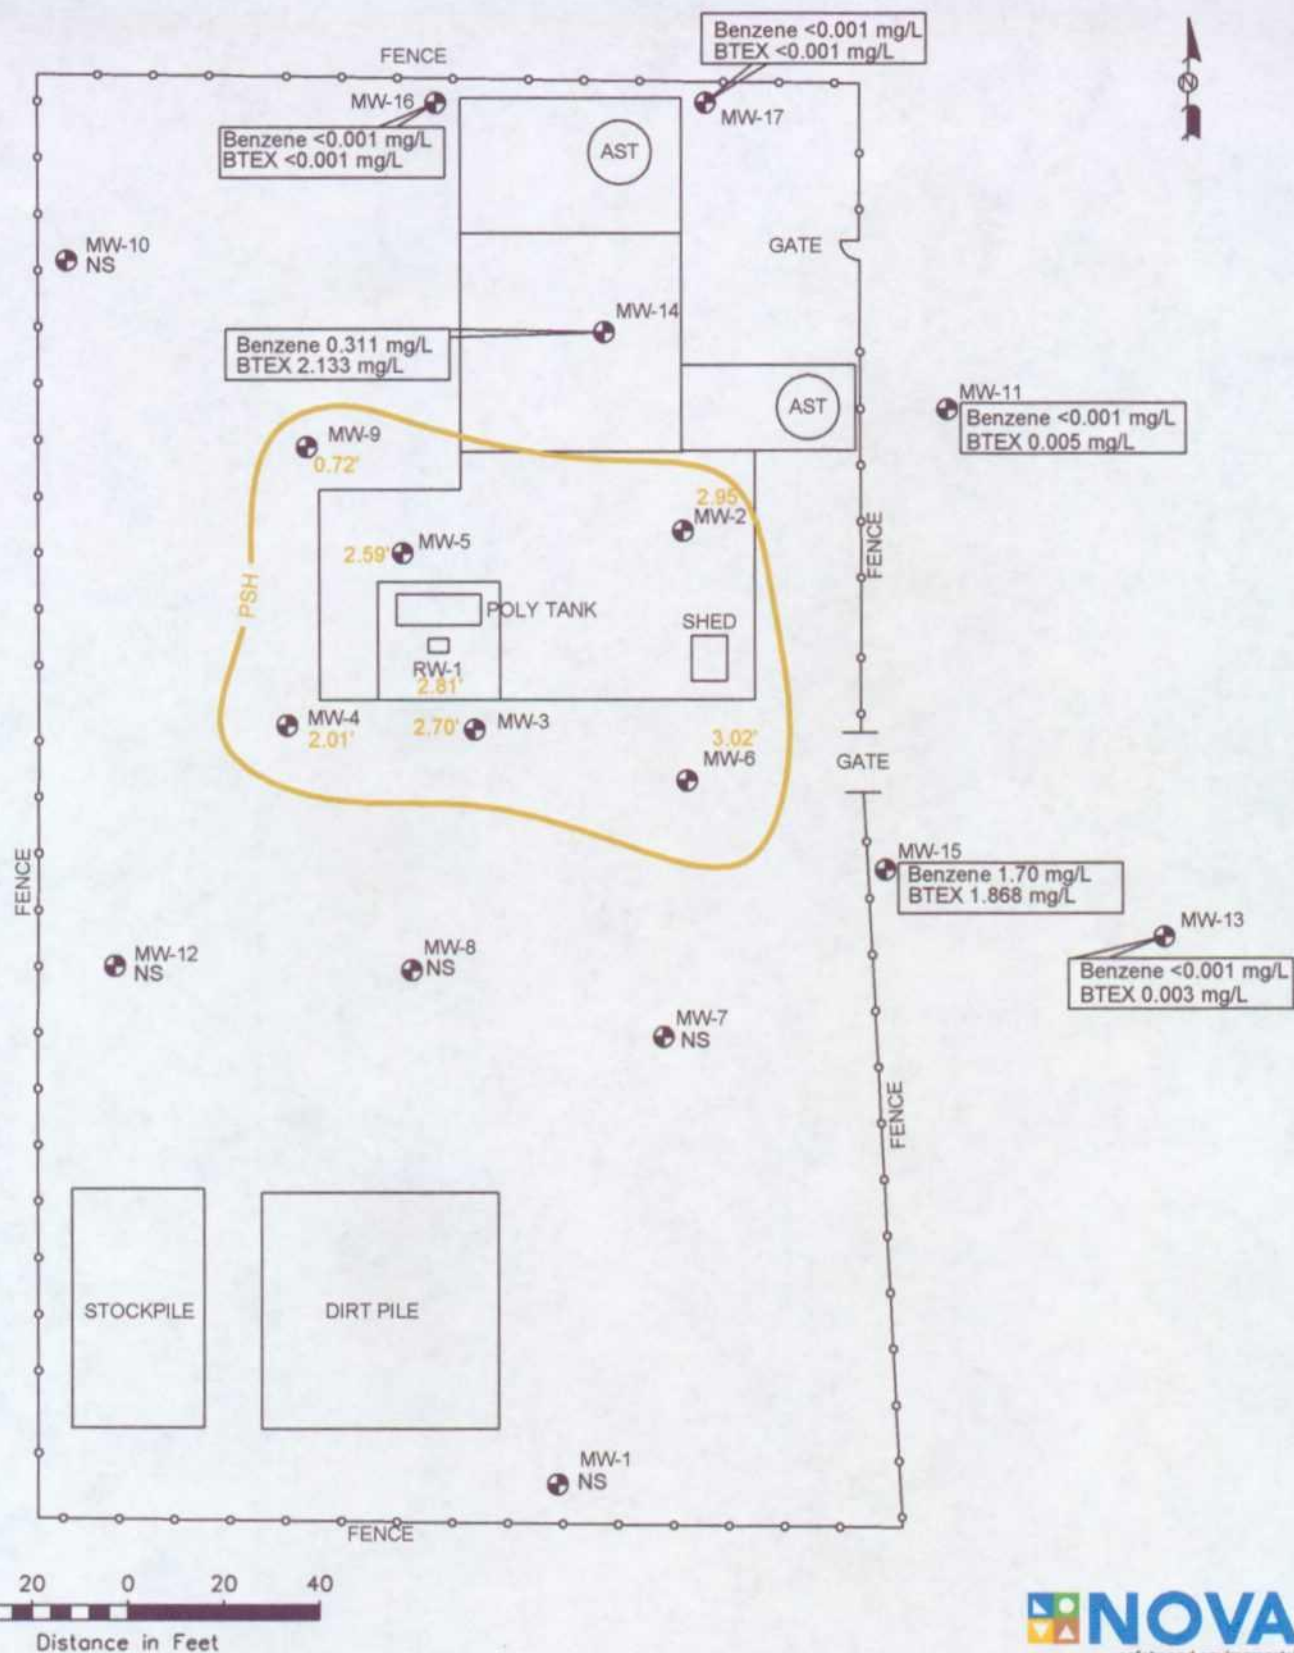 Benzene <0.001 mg/L
BTEX <0.001 mg/L
FENCE
MW-16
MW-17
Benzene <0.001 mg/L
BTEX <0.001 mg/L
AST
MW-10
NS
GATE
MW-14
Benzene 0.311 mg/L
BTEX 2.133 mg/L
AST
MW-11
Benzene <0.001 mg/L
BTEX 0.005 mg/L
MW-9
0.72'
2.95'
MW-2
FENCE
2.59'
MW-5
PSH
POLY TANK
SHED
RW-1
2.81'
MW-4
2.01'
2.70'
MW-3
3.02'
MW-6
GATE
MW-15
Benzene 1.70 mg/L
BTEX 1.868 mg/L
FENCE
MW-13
Benzene <0.001 mg/L
BTEX 0.003 mg/L
MW-12
NS
MW-8
NS
MW-7
NS
FENCE
STOCKPILE
DIRT PILE
MW-1
NS
FENCE
20 0 20 40
Distance in Feet
NOVA